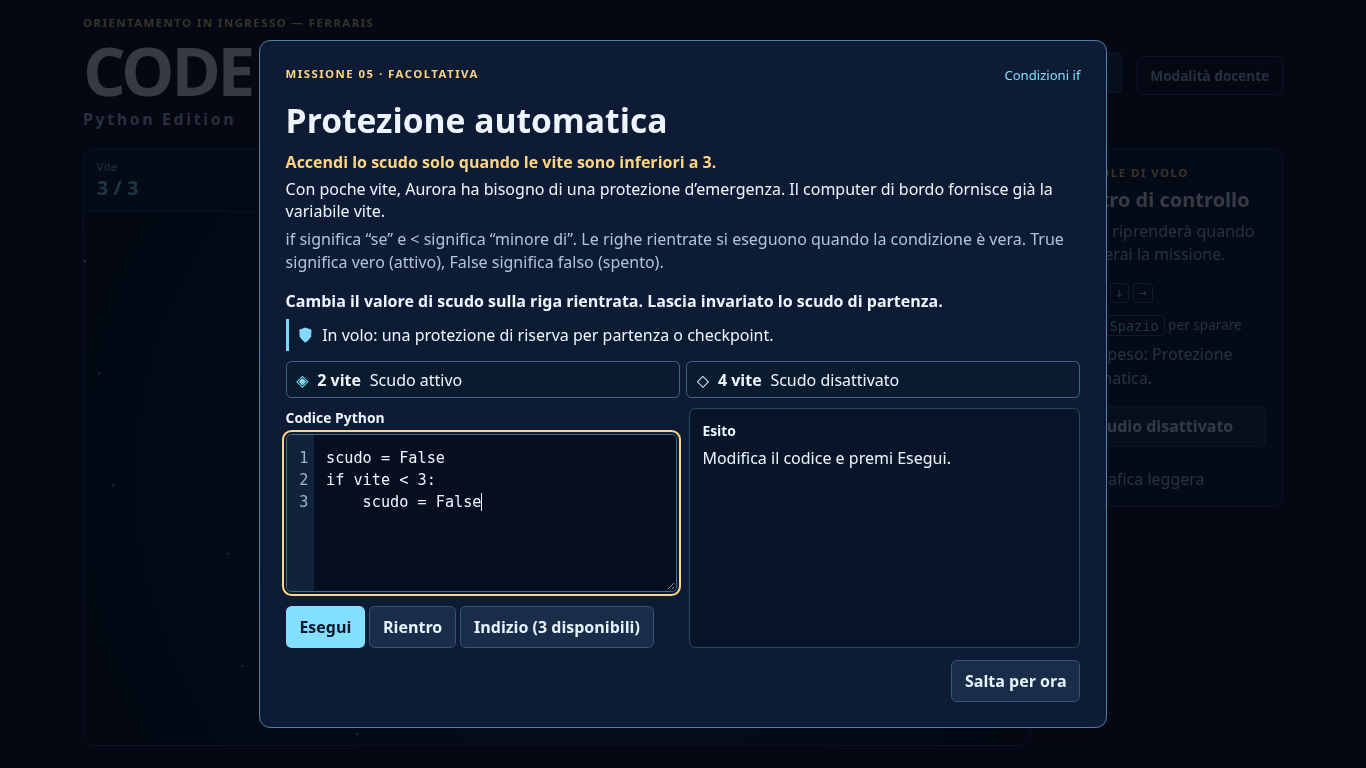 ORIENTAMENTO IN INGRESSO — FERRARIS
CODE
Python Edition
Modalità docente
Vite
3 / 3
MISSIONE 05 · FACOLTATIVA
Condizioni if
Protezione automatica
Accendi lo scudo solo quando le vite sono inferiori a 3.
Con poche vite, Aurora ha bisogno di una protezione d’emergenza. Il computer di bordo fornisce già la
variabile vite.
if significa “se” e < significa “minore di”. Le righe rientrate si eseguono quando la condizione è vera. True
significa vero (attivo), False significa falso (spento).
Cambia il valore di scudo sulla riga rientrata. Lascia invariato lo scudo di partenza.
In volo: una protezione di riserva per partenza o checkpoint.
2 vite Scudo attivo
4 vite Scudo disattivato
Codice Python
1 scudo = False
2 if vite < 3:
3     scudo = False
Esito
Modifica il codice e premi Esegui.
Esegui
Rientro
Indizio (3 disponibili)
Salta per ora
DI VOLO
di controllo
riprenderà quando
la missione.
↓ →
Spazio per sparare
Protezione
disattivato
leggera